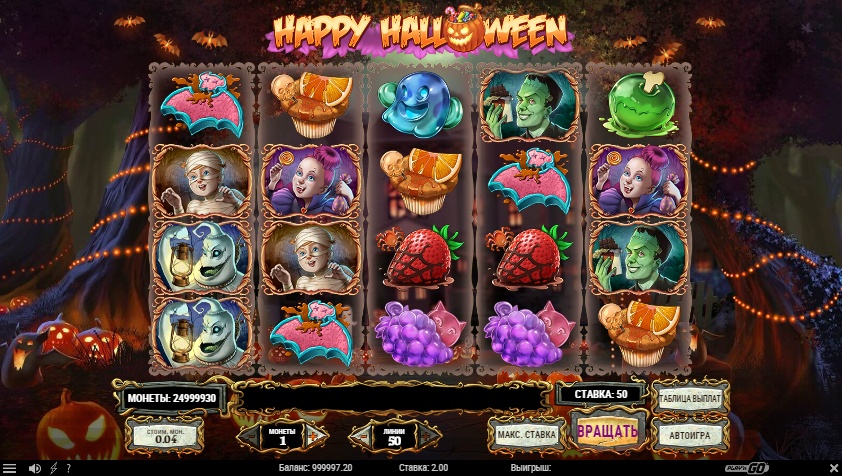 HAPPY HALLOWEEN
МОНЕТЫ: 24999930
СТАВКА: 50
ТАБЛИЦА ВЫПЛАТ
СТОИМ. МОН.
0.04
МОНЕТЫ
1
ЛИНИИ
50
МАКС. СТАВКА
ВРАЩАТЬ
АВТОИГРА
? Баланс: 999997.20 Ставка: 2.00 Выигрыш: PLAY'N GO